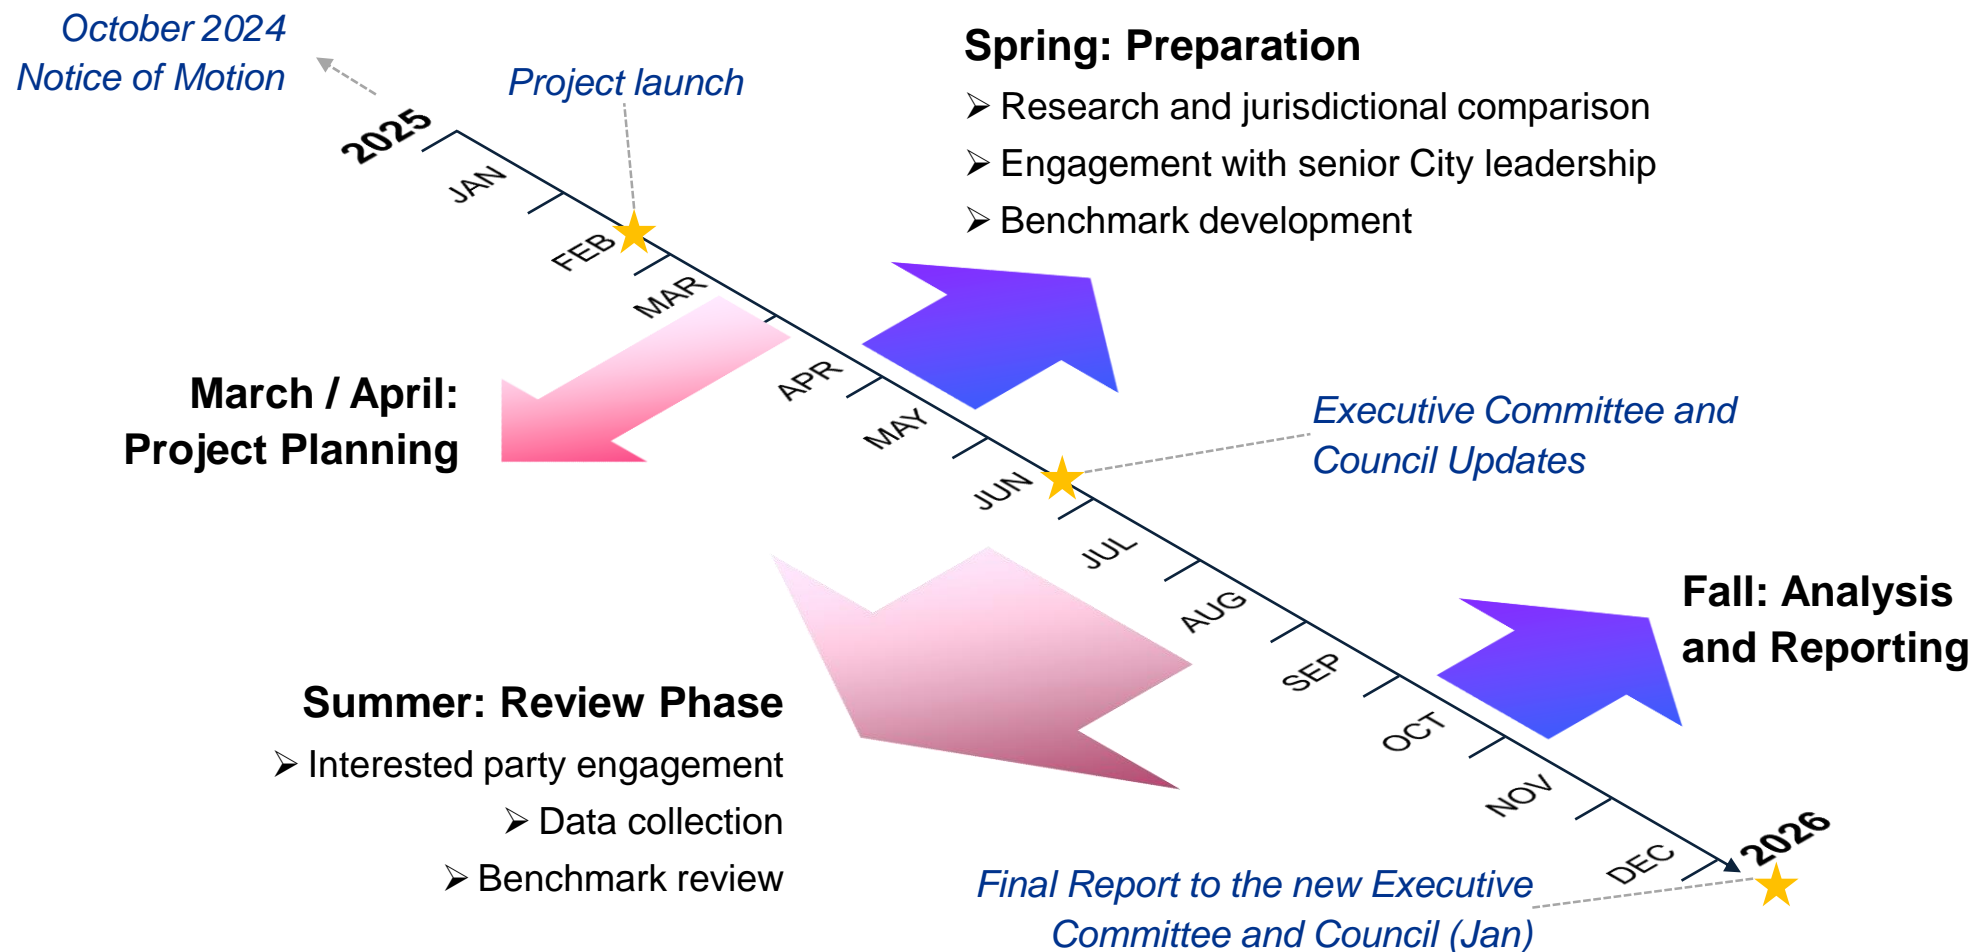 October 2024
Notice of Motion
Project launch
2025
JAN
FEB
MAR
APR
MAY
JUN
JUL
AUG
SEP
OCT
NOV
DEC
2026
Spring: Preparation
➢ Research and jurisdictional comparison
➢ Engagement with senior City leadership
➢ Benchmark development
March / April:
Project Planning
Executive Committee and
Council Updates
Summer: Review Phase
➢ Interested party engagement
➢ Data collection
➢ Benchmark review
Fall: Analysis
and Reporting
Final Report to the new Executive
Committee and Council (Jan)